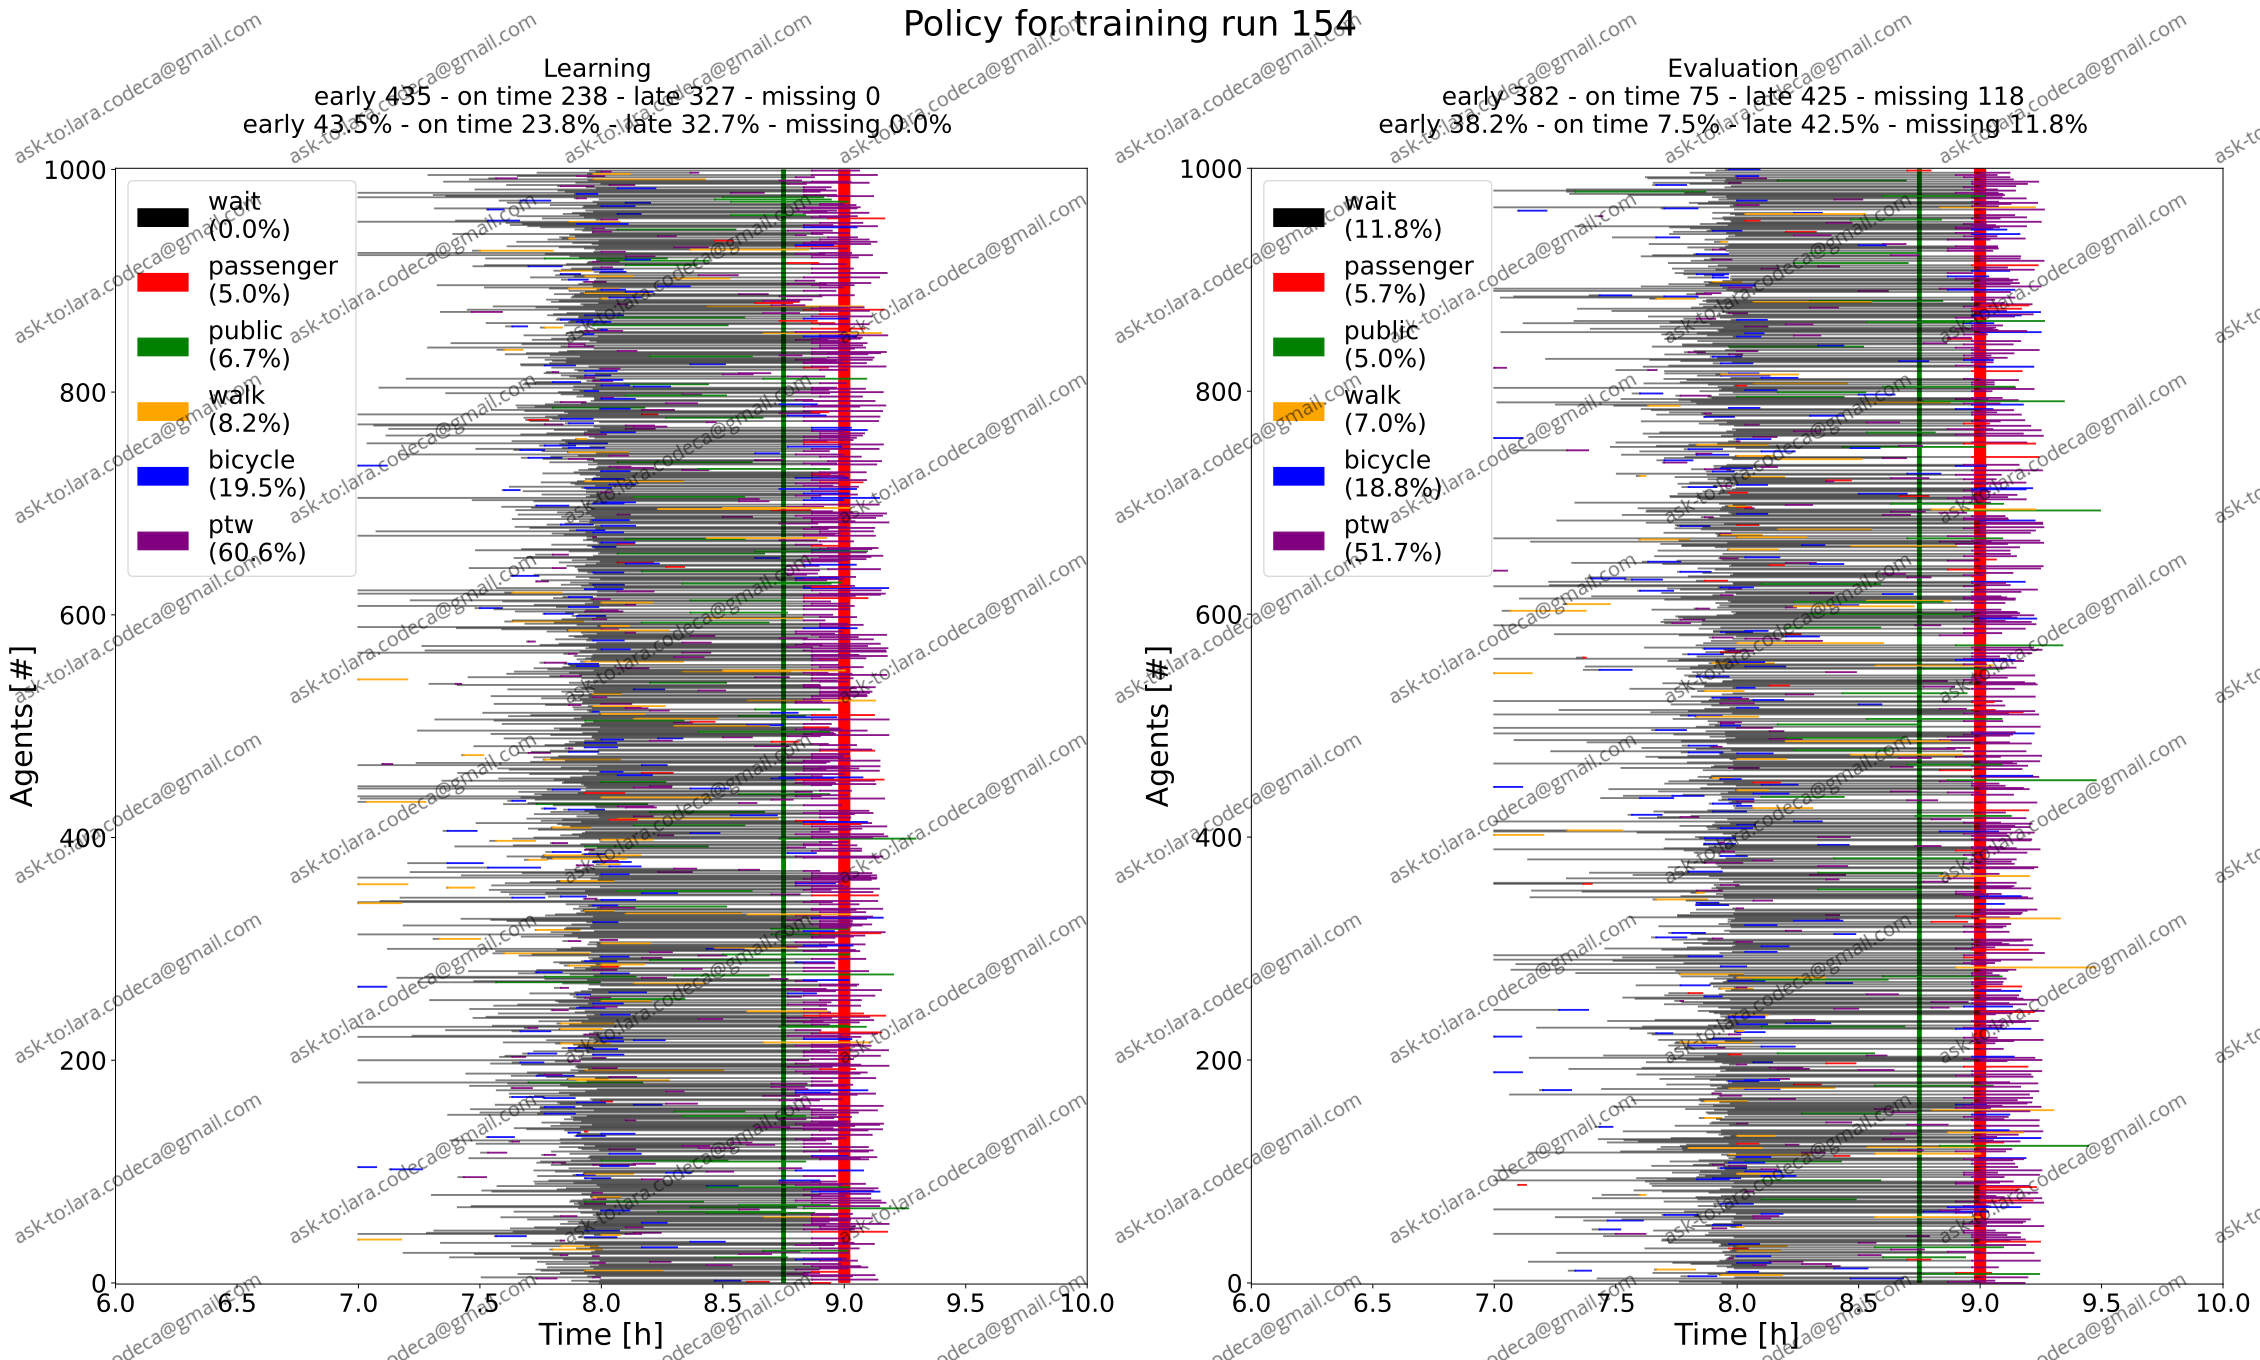 Policy for training run 154
Learning
early 435 - on time 238 - late 327 - missing 0
early 43.5% - on time 23.8% - late 32.7% - missing 0.0%
Evaluation
early 382 - on time 75 - late 425 - missing 118
early 38.2% - on time 7.5% - late 42.5% - missing 11.8%
wait
(0.0%)
passenger
(5.0%)
public
(6.7%)
walk
(8.2%)
bicycle
(19.5%)
ptw
(60.6%)
Agents [#]
1000
800
600
400
200
0
6.0 6.5 7.0 7.5 8.0 8.5 9.0 9.5 10.0
Time [h]
wait
(11.8%)
passenger
(5.7%)
public
(5.0%)
walk
(7.0%)
bicycle
(18.8%)
ptw
(51.7%)
Agents [#]
1000
800
600
400
200
0
6.0 6.5 7.0 7.5 8.0 8.5 9.0 9.5 10.0
Time [h]
ask-to:lara.codeca@gmail.com